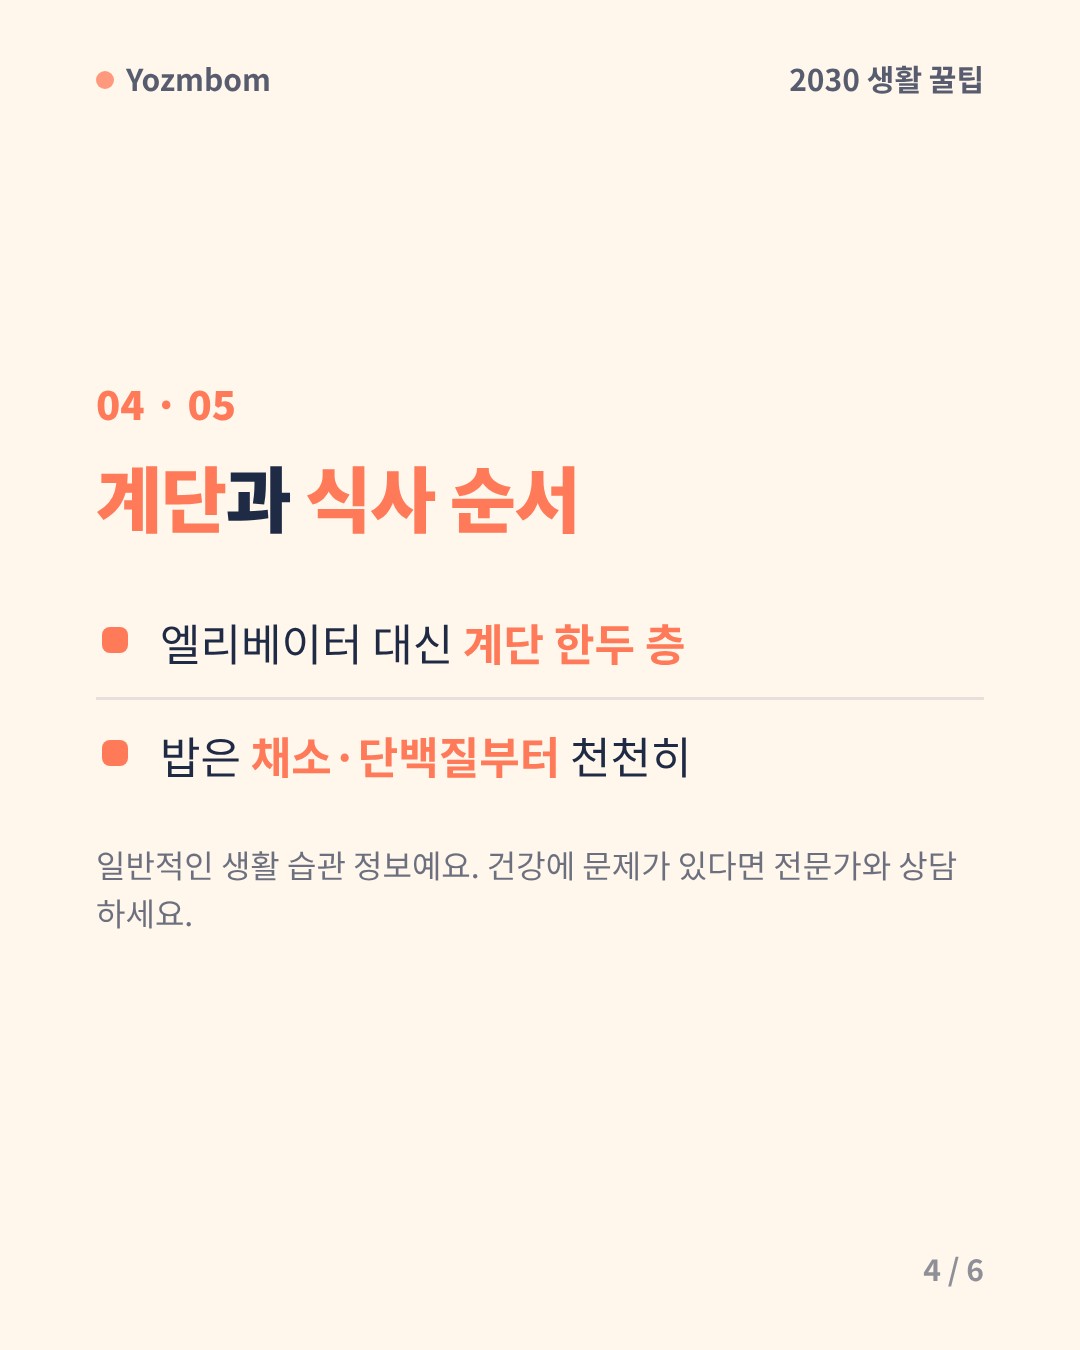 Yozmbom
2030 생활 꿀팁
04 · 05
계단과 식사 순서
엘리베이터 대신 계단 한두 층
밥은 채소·단백질부터 천천히
일반적인 생활 습관 정보예요. 건강에 문제가 있다면 전문가와 상담
하세요.
4 / 6